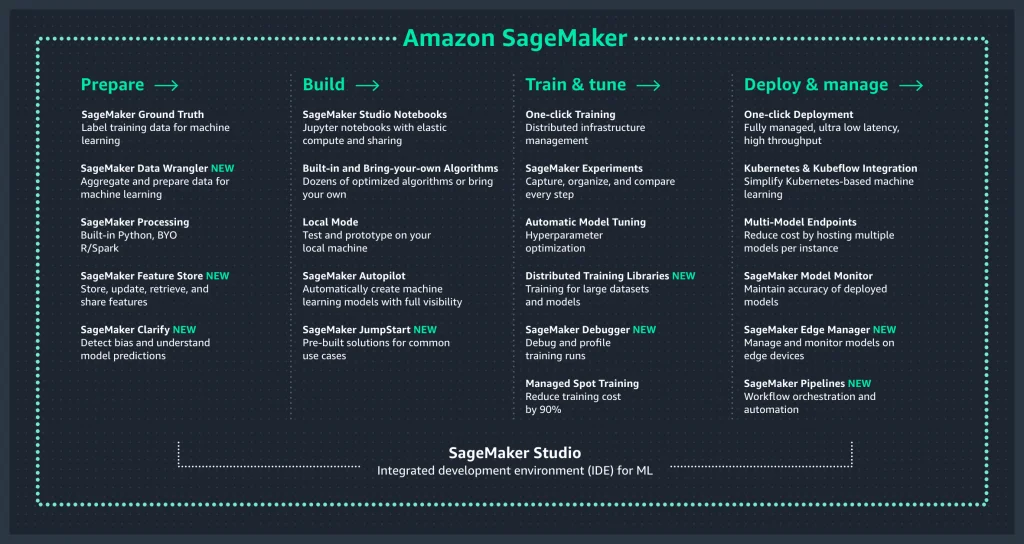 Amazon SageMaker
Prepare
SageMaker Ground Truth
Label training data for machine
learning
SageMaker Data Wrangler NEW
Aggregate and prepare data for
machine learning
SageMaker Processing
Built-in Python, BYO
R/Spark
SageMaker Feature Store NEW
Store, update, retrieve, and
share features
SageMaker Clarify NEW
Detect bias and understand
model predictions
Build
SageMaker Studio Notebooks
Jupyter notebooks with elastic
compute and sharing
Built-in and Bring-your-own Algorithms
Dozens of optimized algorithms or bring
your own
Local Mode
Test and prototype on your
local machine
SageMaker Autopilot
Automatically create machine
learning models with full visibility
SageMaker JumpStart NEW
Pre-built solutions for common
use cases
Train & tune
One-click Training
Distributed infrastructure
management
SageMaker Experiments
Capture, organize, and compare
every step
Automatic Model Tuning
Hyperparameter
optimization
Distributed Training Libraries NEW
Training for large datasets
and models
SageMaker Debugger NEW
Debug and profile
training runs
Managed Spot Training
Reduce training cost
by 90%
Deploy & manage
One-click Deployment
Fully managed, ultra low latency,
high throughput
Kubernetes & Kubeflow Integration
Simplify Kubernetes-based machine
learning
Multi-Model Endpoints
Reduce cost by hosting multiple
models per instance
SageMaker Model Monitor
Maintain accuracy of deployed
models
SageMaker Edge Manager NEW
Manage and monitor models on
edge devices
SageMaker Pipelines NEW
Workflow orchestration and
automation
SageMaker Studio
Integrated development environment (IDE) for ML